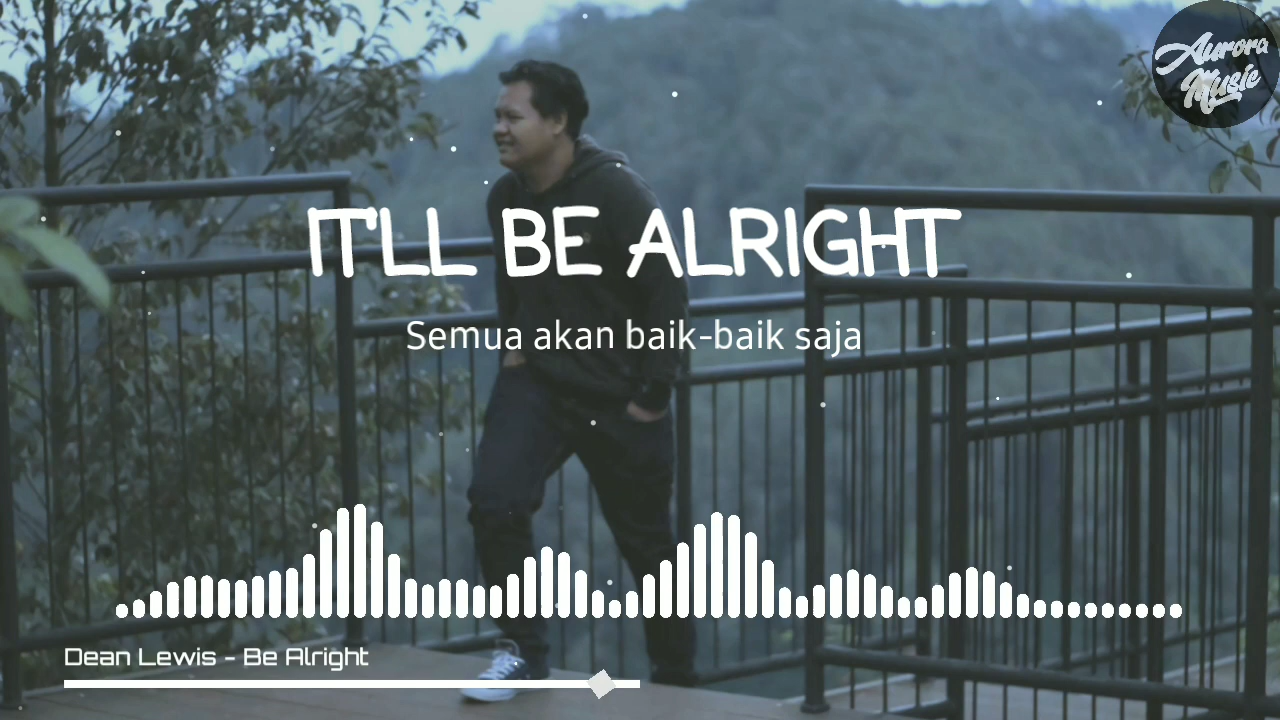 Aurora
Music
IT'LL BE ALRIGHT
Semua akan baik-baik saja
Dean Lewis - Be Alright